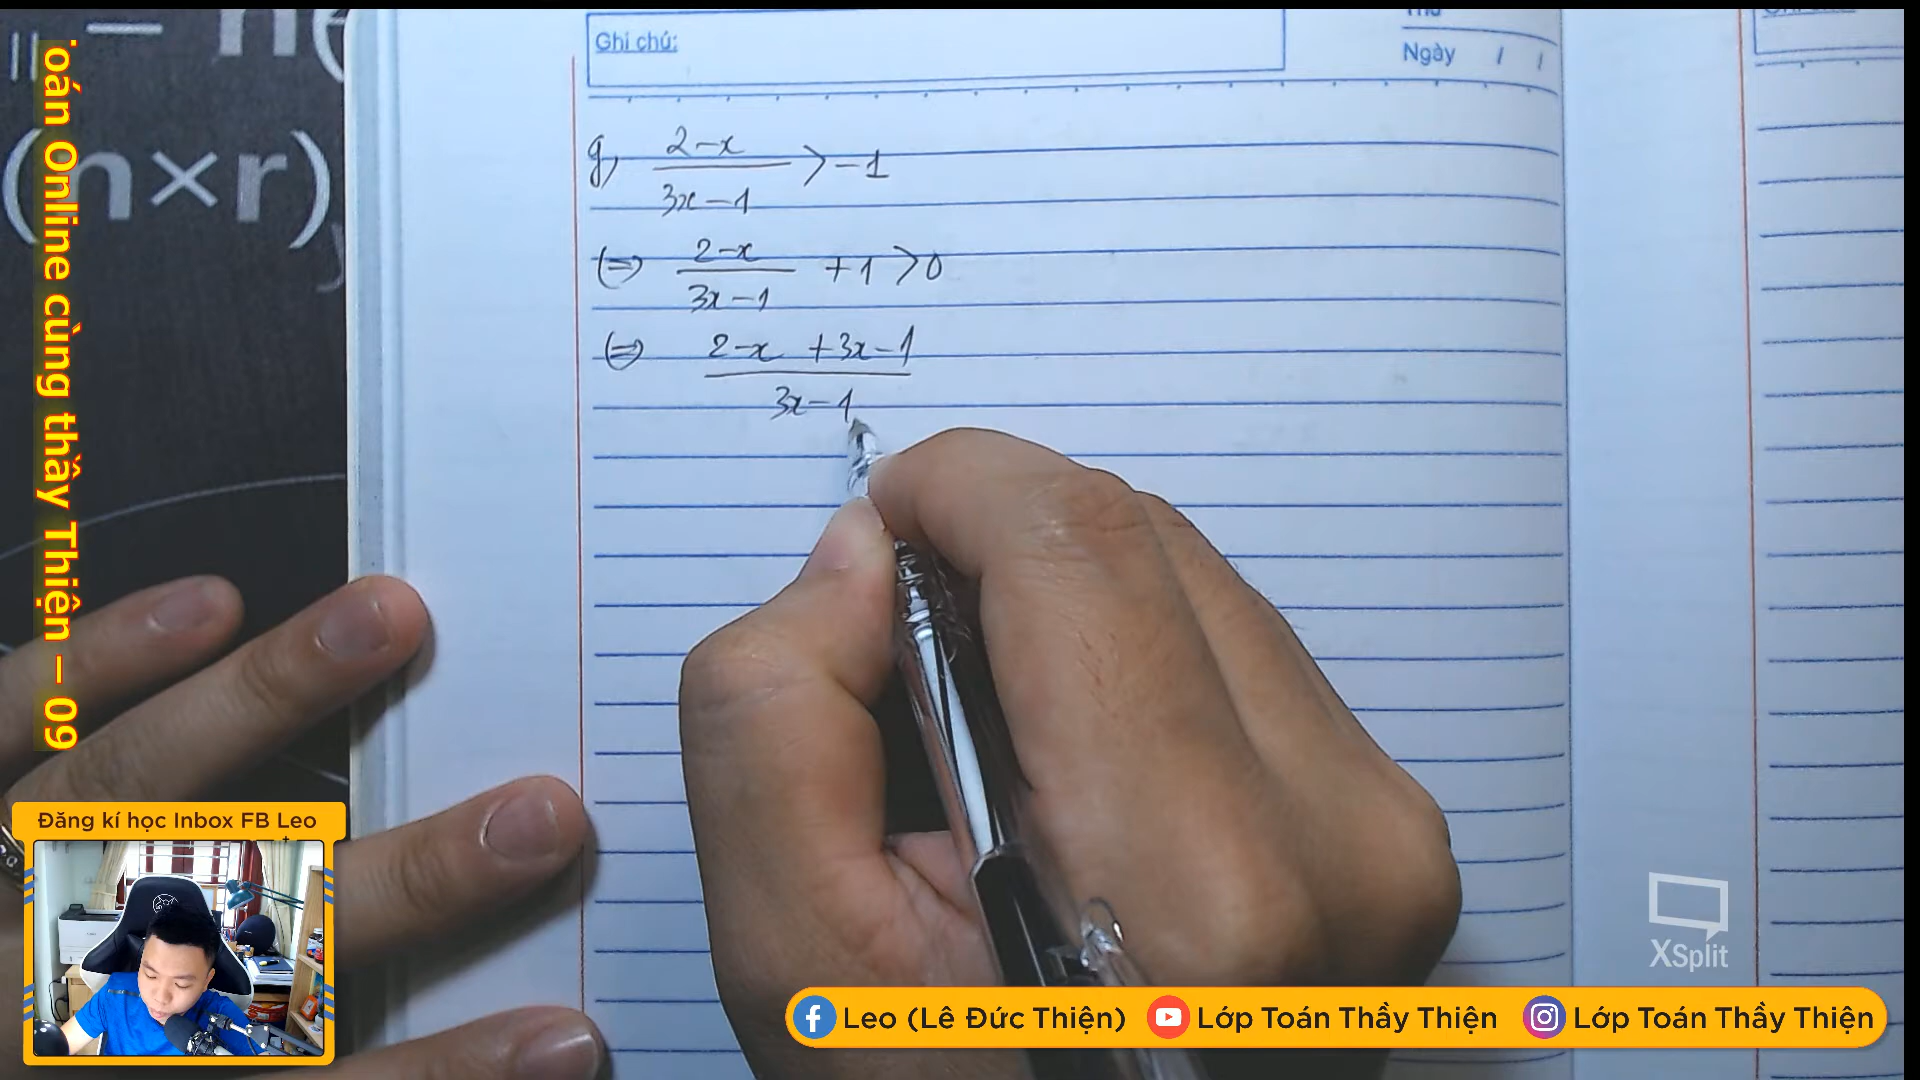 oán Online cùng thầy Thiện – 09
(n×r)
Ghi chú:
Ngày / /
g, (2-x)/(3x-1) > -1
(=) (2-x)/(3x-1) + 1 > 0
(=) (2-x +3x-1)/(3x-1)
Đăng kí học Inbox FB Leo
XSplit
Leo (Lê Đức Thiện) Lớp Toán Thầy Thiện Lớp Toán Thầy Thiện